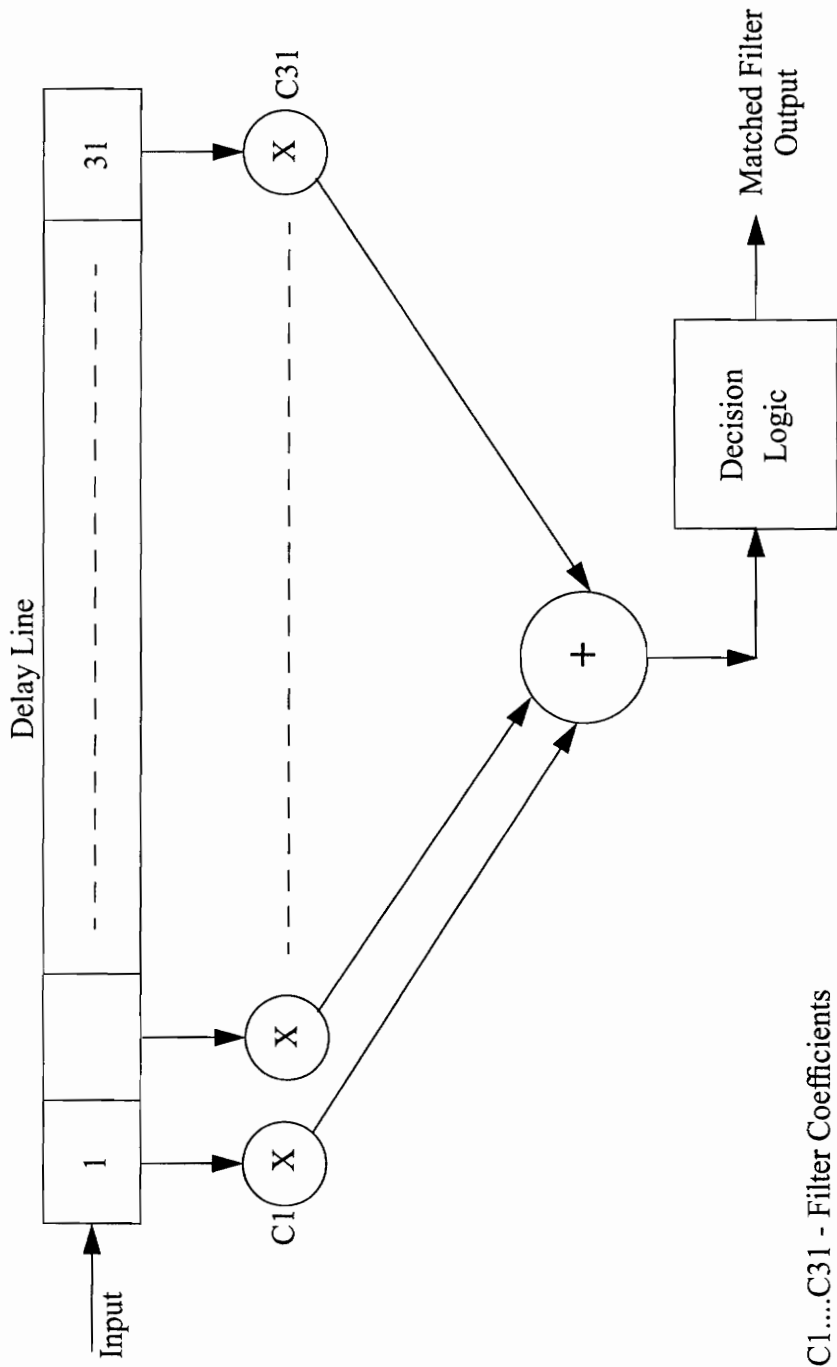 Delay Line
Input
1
31
C1
X
X
X
C31
+
Decision
Logic
Matched Filter
Output
C1....C31 - Filter Coefficients